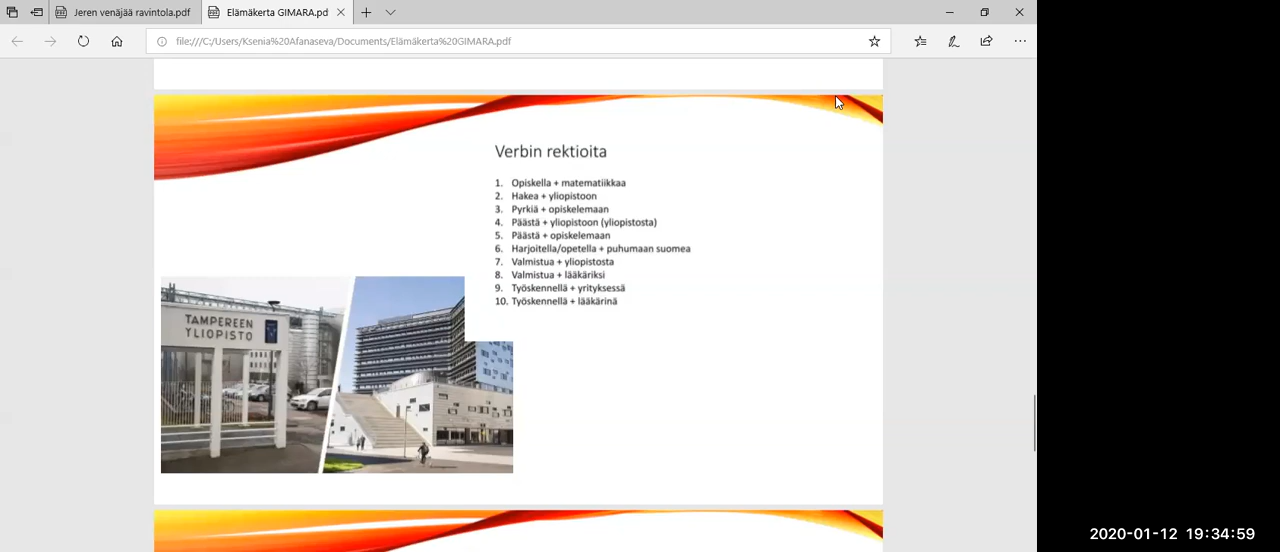 Jeren venäjää ravintola.pdf
Elämäkerta GIMARA.pd
file:///C:/Users/Ksenia%20Afanaseva/Documents/Elämäkerta%20GIMARA.pdf
Verbin rektioita
1. Opiskella + matematiikkaa
2. Hakea + yliopistoon
3. Pyrkiä + opiskelemaan
4. Päästä + yliopistoon (yliopistosta)
5. Päästä + opiskelemaan
6. Harjoitella/opetella + puhumaan suomea
7. Valmistua + yliopistosta
8. Valmistua + lääkäriksi
9. Työskennellä + yrityksessä
10. Työskennellä + lääkärinä
TAMPEREEN
YLIOPISTO
2020-01-12 19:34:59